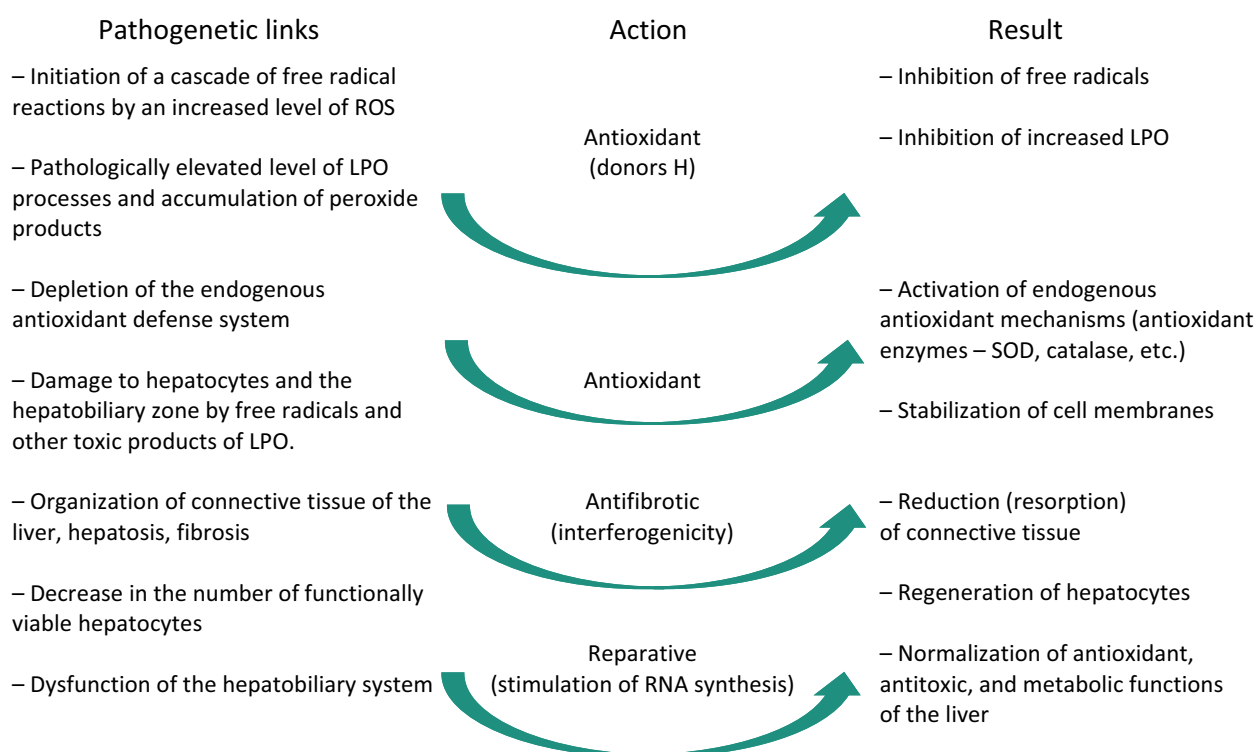 Pathogenetic links
Action
Result
– Initiation of a cascade of free radical
reactions by an increased level of ROS
– Pathologically elevated level of LPO
processes and accumulation of peroxide
products
Antioxidant
(donors H)
– Inhibition of free radicals
– Inhibition of increased LPO
– Depletion of the endogenous
antioxidant defense system
– Damage to hepatocytes and the
hepatobiliary zone by free radicals and
other toxic products of LPO.
Antioxidant
– Activation of endogenous
antioxidant mechanisms (antioxidant
enzymes – SOD, catalase, etc.)
– Stabilization of cell membranes
– Organization of connective tissue of the
liver, hepatosis, fibrosis
Antifibrotic
(interferogenicity)
– Reduction (resorption)
of connective tissue
– Decrease in the number of functionally
viable hepatocytes
– Regeneration of hepatocytes
– Dysfunction of the hepatobiliary system
Reparative
(stimulation of RNA synthesis)
– Normalization of antioxidant,
antitoxic, and metabolic functions
of the liver